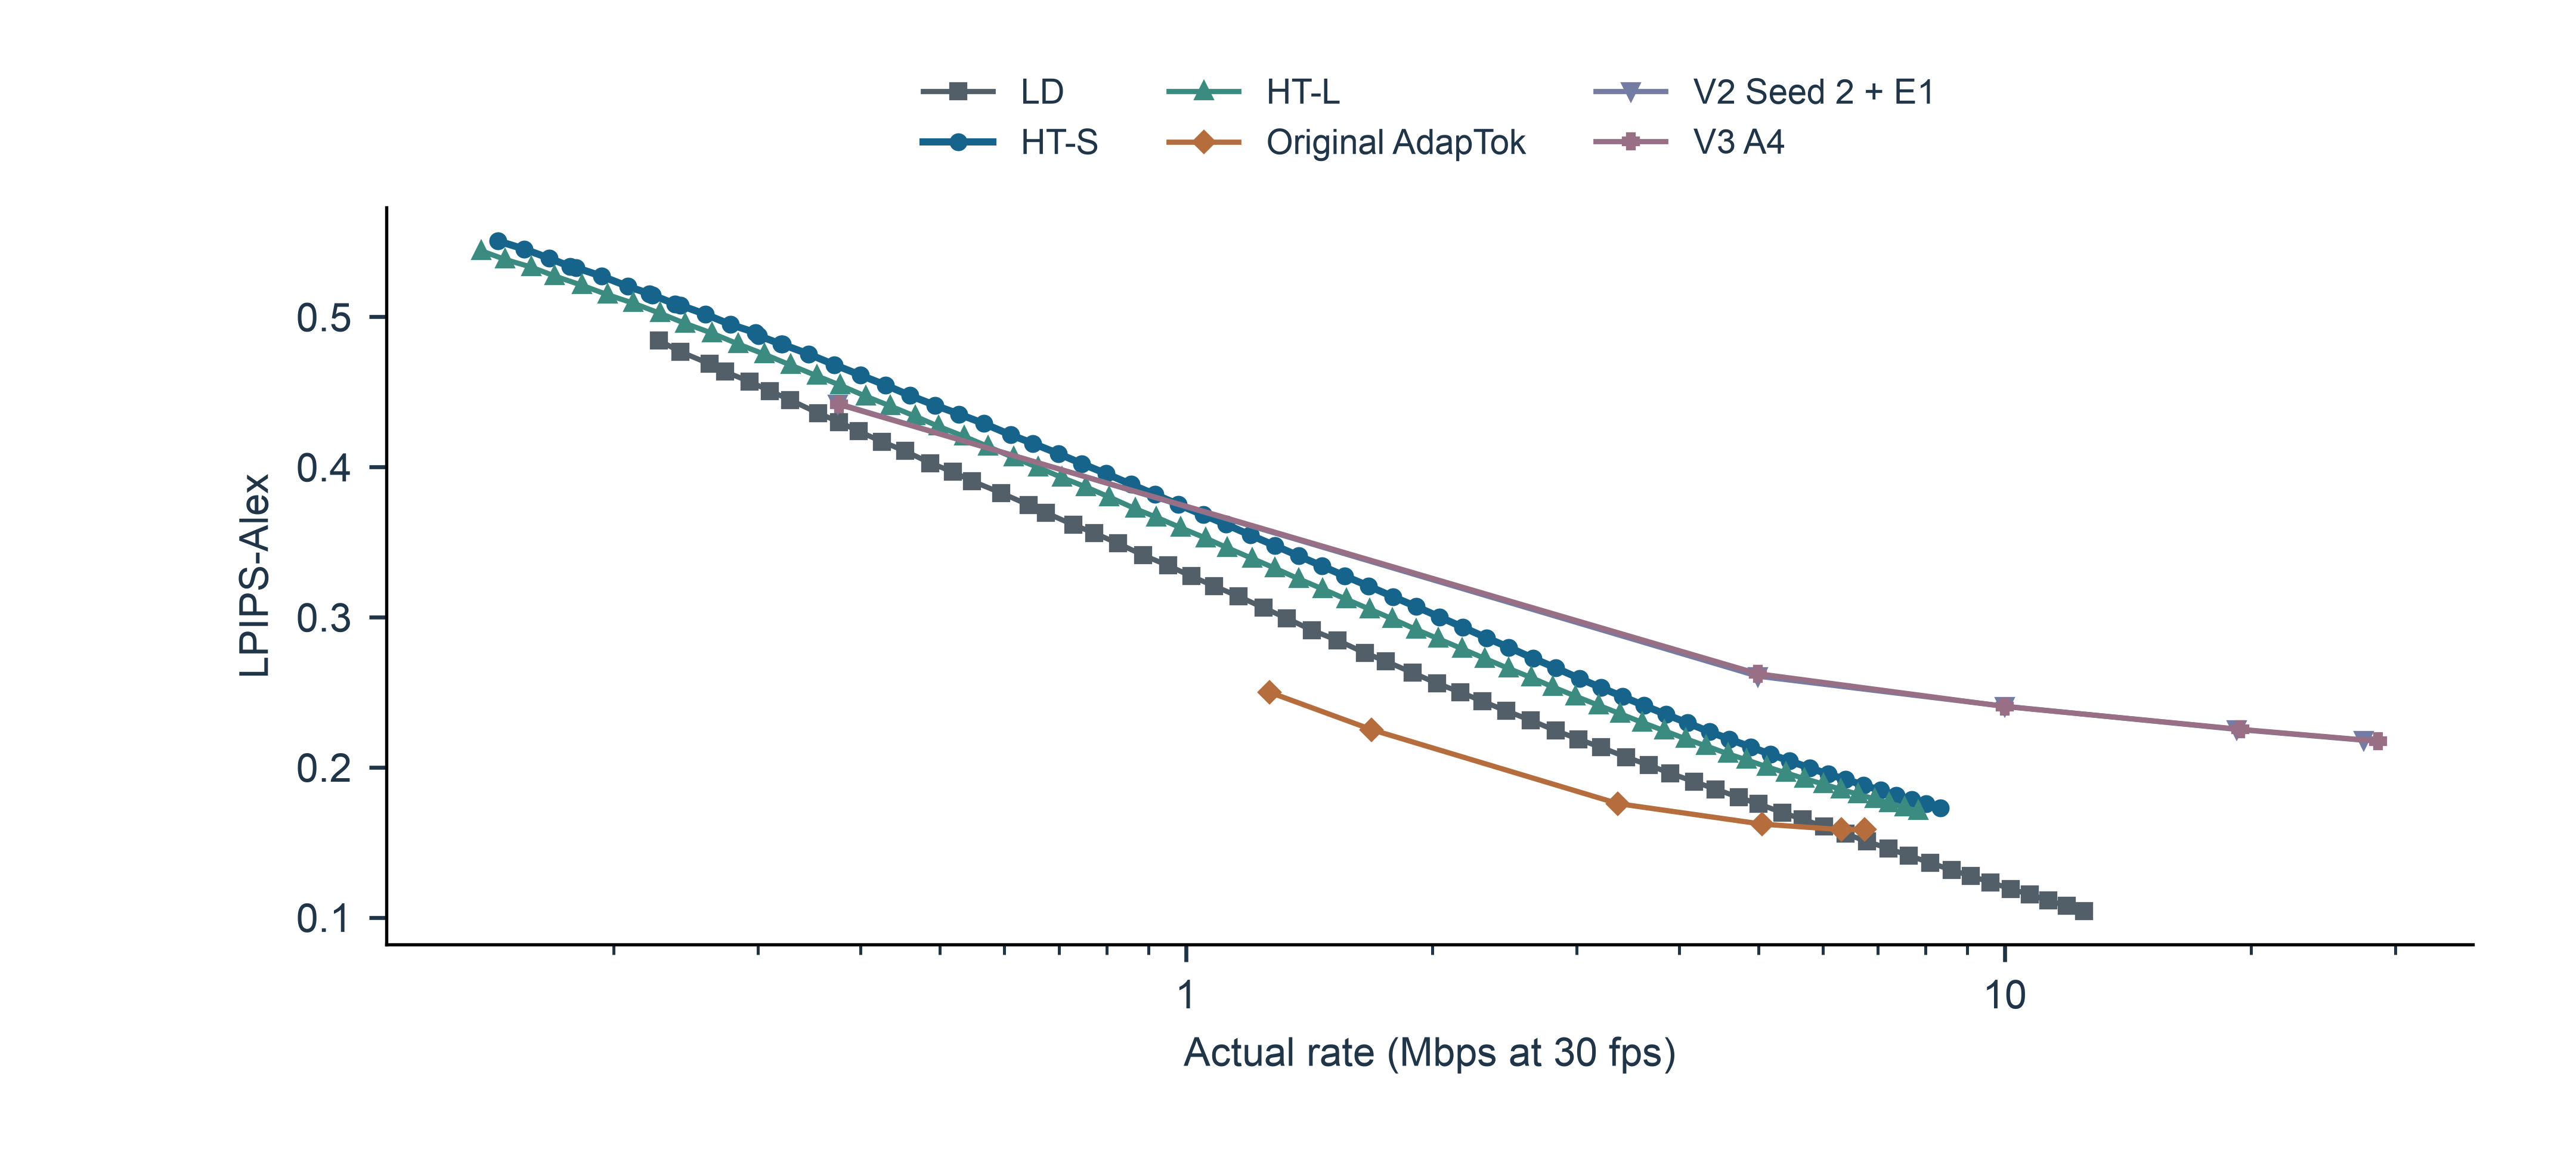 LD HT-L V2 Seed 2 + E1
HT-S Original AdapTok V3 A4
LPIPS-Alex
0.5
0.4
0.3
0.2
0.1
1 10
Actual rate (Mbps at 30 fps)